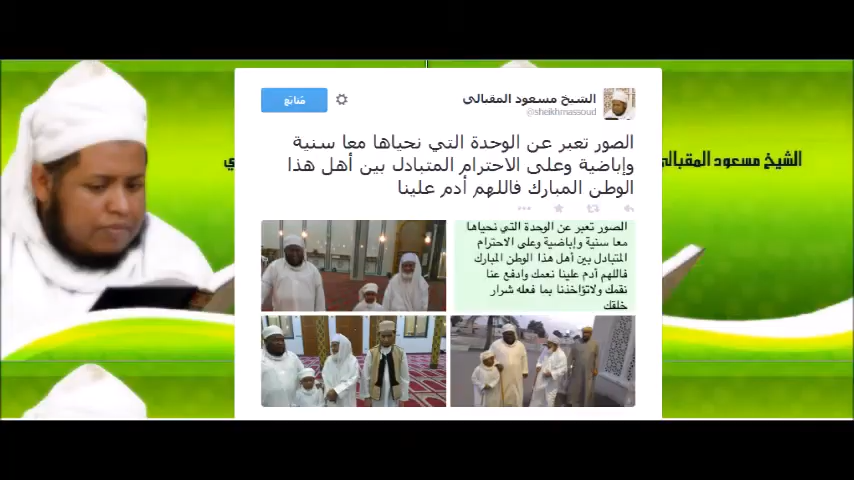 الشيخ مسعود المقبالي
@sheikhmassoud
مُتابَع
الصور تعبر عن الوحدة التي نحياها معا سنية
وإباضية وعلى الاحترام المتبادل بين أهل هذا
الوطن المبارك فاللهم أدم علينا
الصور تعبر عن الوحدة التي نحياها
معا سنية وإباضية وعلى الاحترام
المتبادل بين أهل هذا الوطن المبارك
فاللهم أدم علينا نعمك وادفع عنا
نقمك ولاتؤاخذنا بما فعله شرار
خلقك
الشيخ مسعود المقبالي
ي